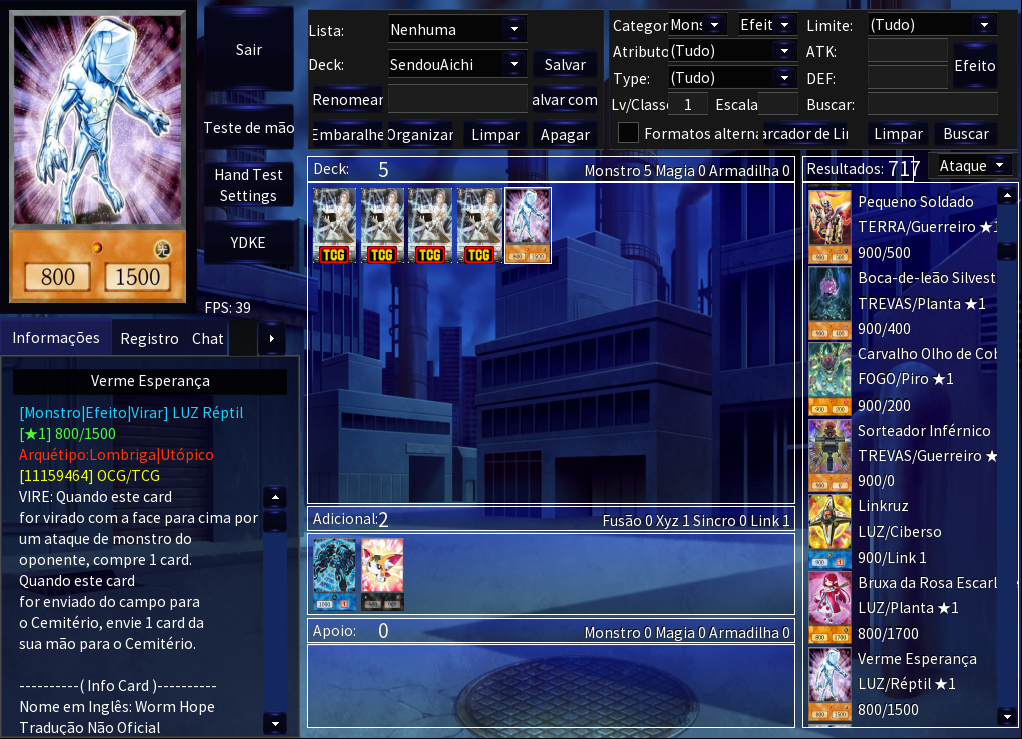 800 1500
光
Sair
Teste de mão
Hand Test
Settings
YDKE
FPS: 39
Lista: Nenhuma
Deck: SendouAichi Salvar
Renomear alvar com
Embaralhe Organizar Limpar Apagar
Categor Mons Efeit Limite: (Tudo)
Atributo (Tudo) ATK:
Efeito
Type: (Tudo) DEF:
Lv/Classe 1 Escala Buscar:
Formatos alterna arcador de Lin Limpar Buscar
Deck: 5 Monstro 5 Magia 0 Armadilha 0
TCG TCG TCG TCG
Adicional: 2 Fusão 0 Xyz 1 Sincro 0 Link 1
Apoio: 0 Monstro 0 Magia 0 Armadilha 0
Resultados: 717 Ataque
Pequeno Soldado
TERRA/Guerreiro ★1
900/500
Boca-de-leão Silvest
TREVAS/Planta ★1
900/400
Carvalho Olho de Cob
FOGO/Piro ★1
900/200
Sorteador Inférnico
TREVAS/Guerreiro ★
900/0
Linkruz
LUZ/Ciberso
900/Link 1
Bruxa da Rosa Escarl
LUZ/Planta ★1
800/1700
Verme Esperança
LUZ/Réptil ★1
800/1500
Informações Registro Chat
Verme Esperança
[Monstro|Efeito|Virar] LUZ Réptil
[★1] 800/1500
Arquétipo:Lombriga|Utópico
[11159464] OCG/TCG
VIRE: Quando este card
for virado com a face para cima por
um ataque de monstro do
oponente, compre 1 card.
Quando este card
for enviado do campo para
o Cemitério, envie 1 card da
sua mão para o Cemitério.
----------( Info Card )----------
Nome em Inglês: Worm Hope
Tradução Não Oficial